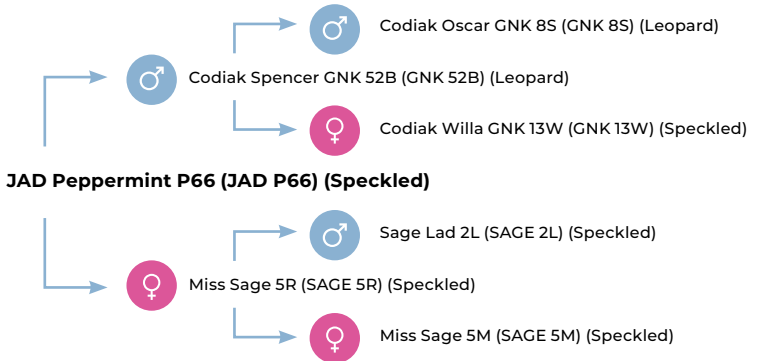 Codiak Oscar GNK 8S (GNK 8S) (Leopard)
Codiak Spencer GNK 52B (GNK 52B) (Leopard)
Codiak Willa GNK 13W (GNK 13W) (Speckled)
JAD Peppermint P66 (JAD P66) (Speckled)
Sage Lad 2L (SAGE 2L) (Speckled)
Miss Sage 5R (SAGE 5R) (Speckled)
Miss Sage 5M (SAGE 5M) (Speckled)